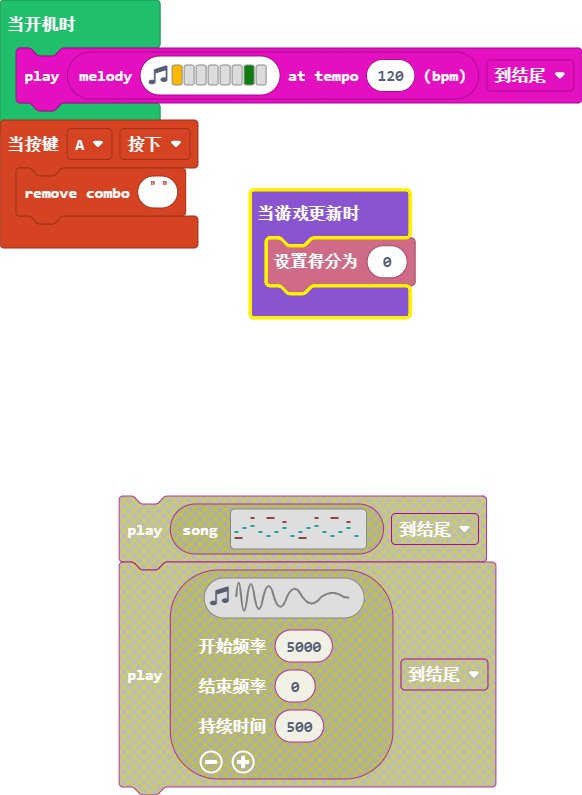 当开机时
play melody at tempo 120 (bpm) 到结尾
当按键 A 按下
remove combo " "
当游戏更新时
设置得分为 0
play song 到结尾
开始频率 5000
play 结束频率 0 到结尾
持续时间 500